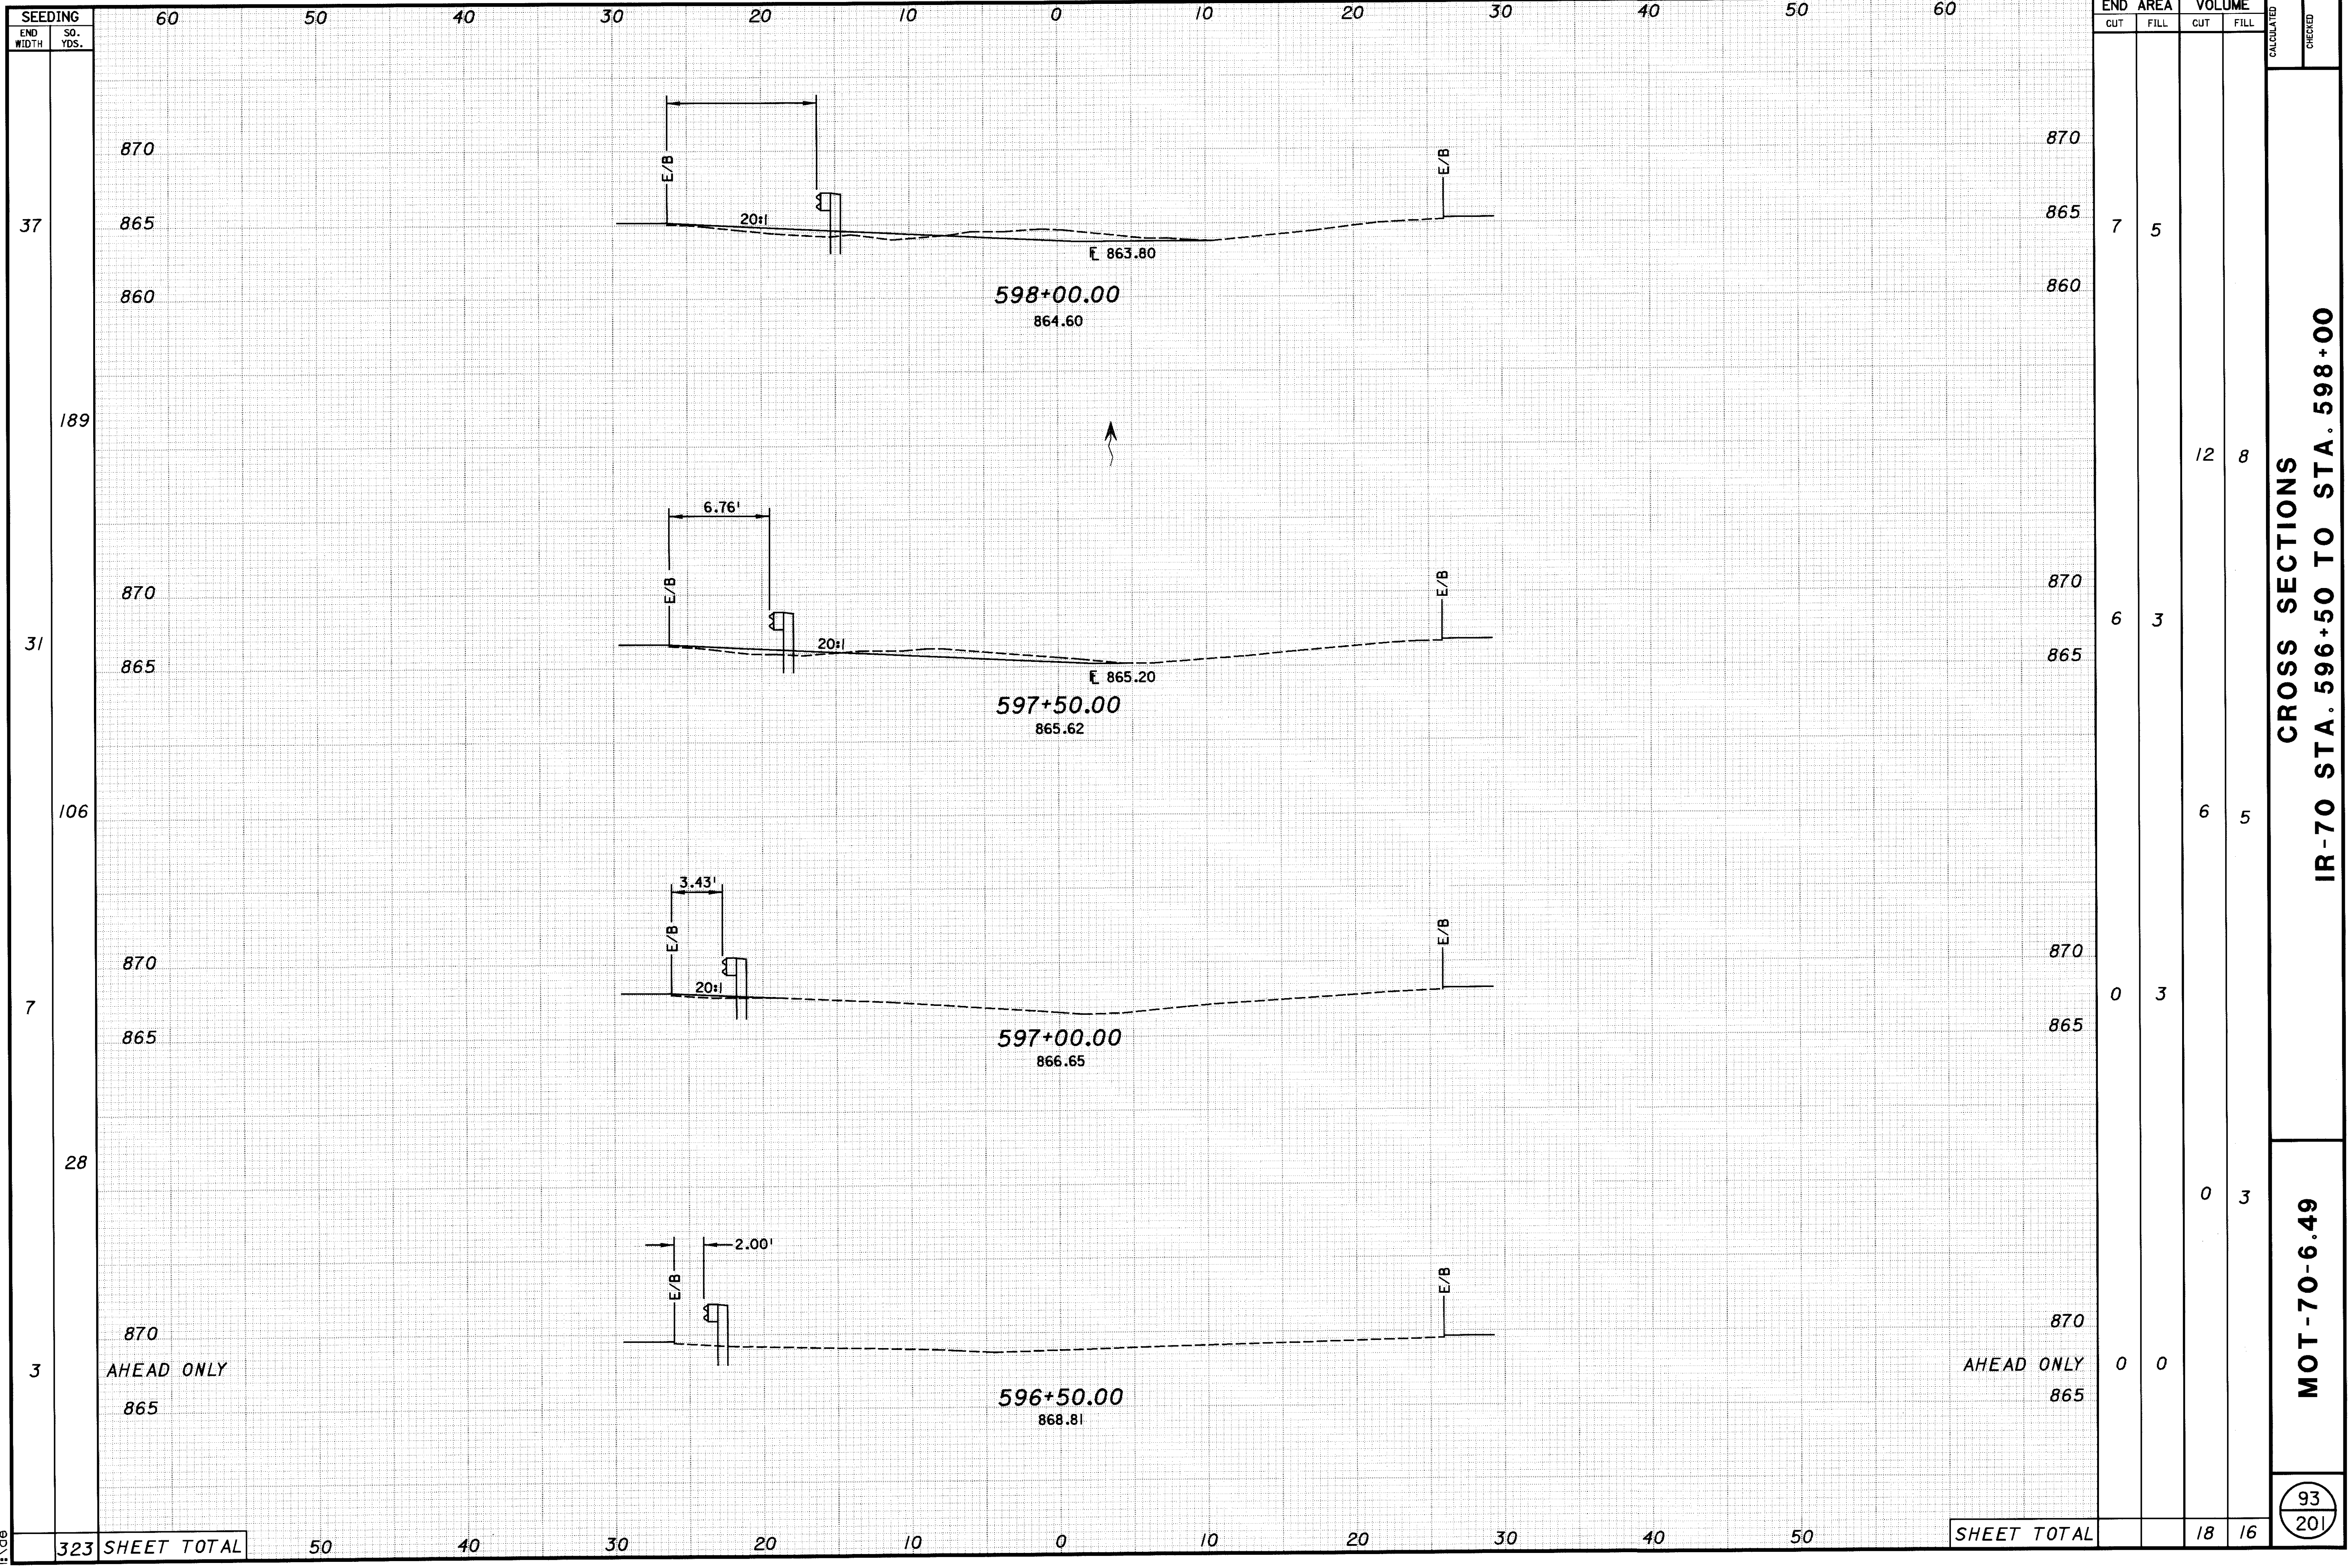 SEEDING
END WIDTH
SQ. YDS.
60 50 40 30 20 10 0 10 20 30 40 50 60
END AREA VOLUME
CUT FILL CUT FILL
CALCULATED
CHECKED
E/B
E/B
870
870
37
865
20:1
865
7 5
℄ 863.80
860
598+00.00
860
864.60
189
12 8
6.76'
E/B
E/B
870
870
31
20:1
6 3
865
865
℄ 865.20
597+50.00
865.62
106
6 5
3.43'
E/B
E/B
870
870
7
20:1
0 3
865
597+00.00
865
866.65
28
0 3
2.00'
E/B
E/B
870
870
3 AHEAD ONLY
AHEAD ONLY 0 0
865
596+50.00
865
868.81
323 SHEET TOTAL 50 40 30 20 10 0 10 20 30 40 50 SHEET TOTAL 18 16
CROSS SECTIONS
IR-70 STA. 596+50 TO STA. 598+00
MOT-70-6.49
93
201